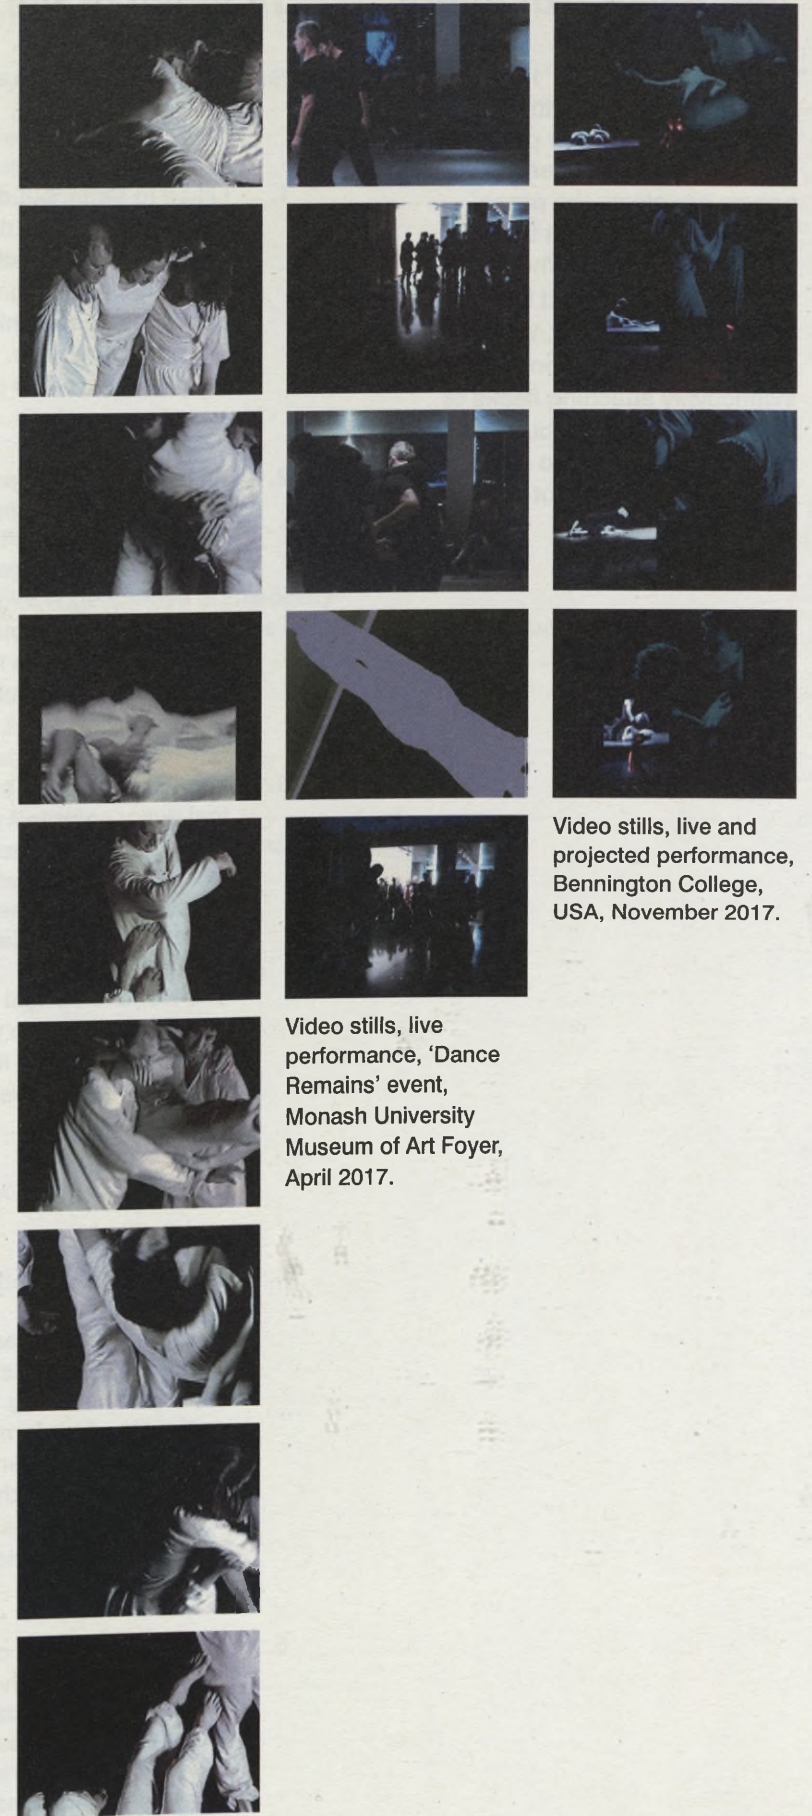 Video stills, live
performance, ‘Dance
Remains’ event,
Monash University
Museum of Art Foyer,
April 2017.
Video stills, live and
projected performance,
Bennington College,
USA, November 2017.